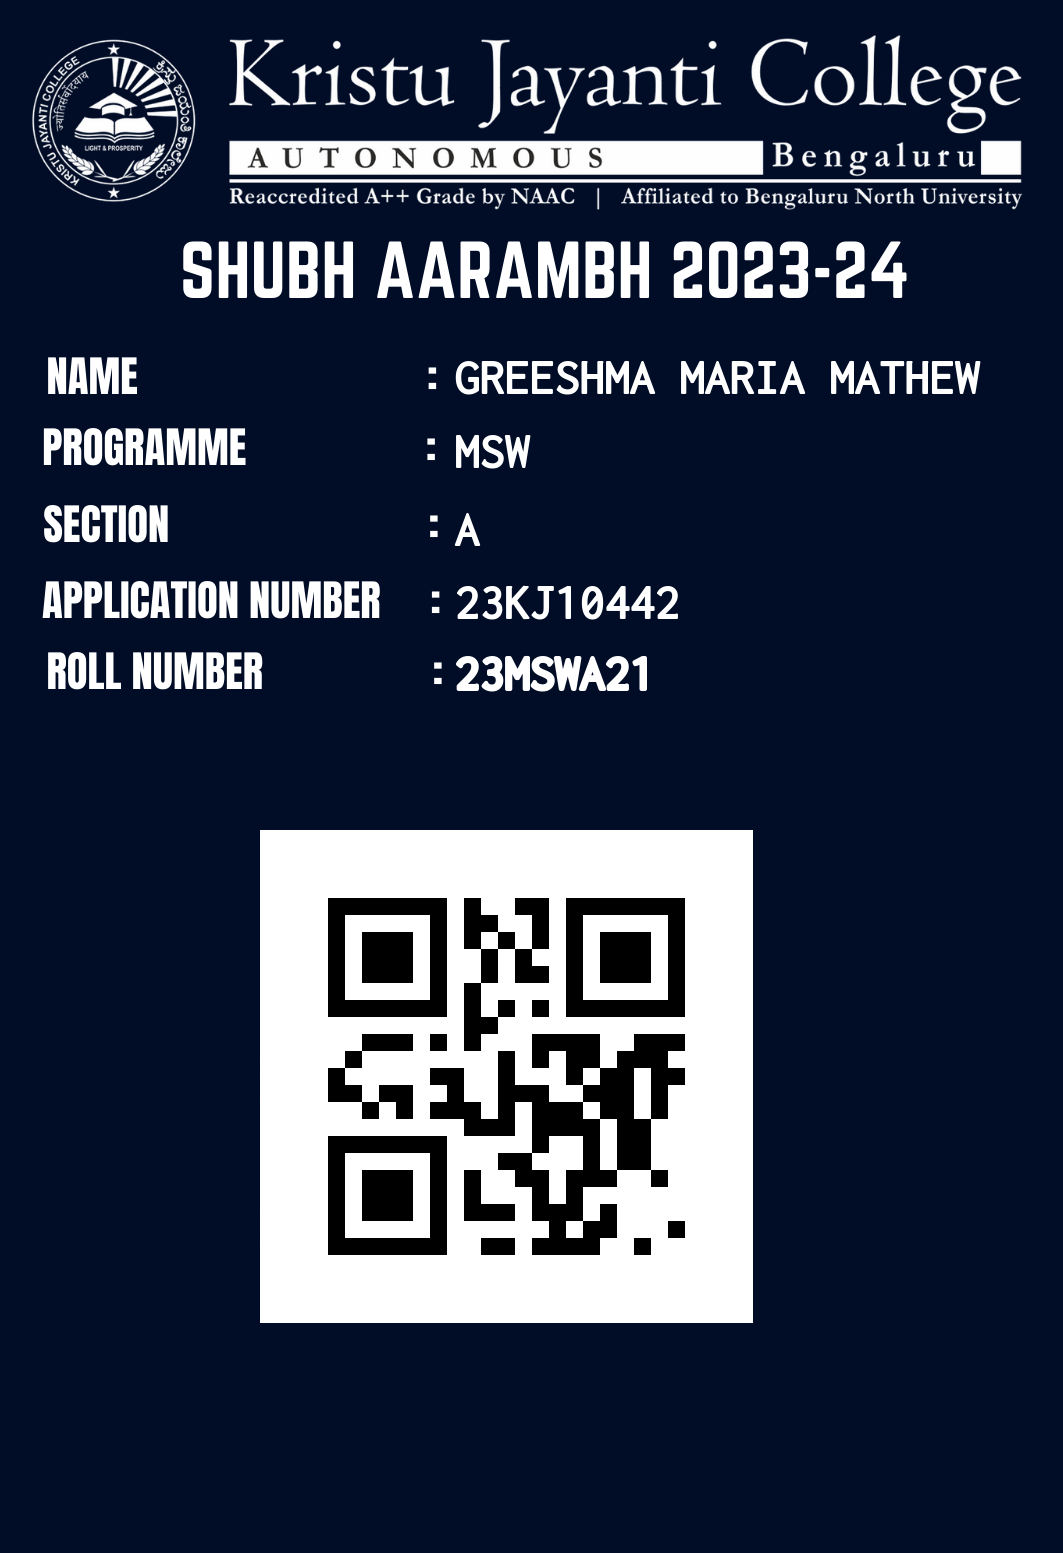 Kristu Jayanti College
AUTONOMOUS Bengaluru
Reaccredited A++ Grade by NAAC | Affiliated to Bengaluru North University
KRISTU JAYANTI COLLEGE
LIGHT & PROSPERITY
SHUBH AARAMBH 2023-24
NAME : GREESHMA MARIA MATHEW
PROGRAMME : MSW
SECTION : A
APPLICATION NUMBER : 23KJ10442
ROLL NUMBER : 23MSWA21